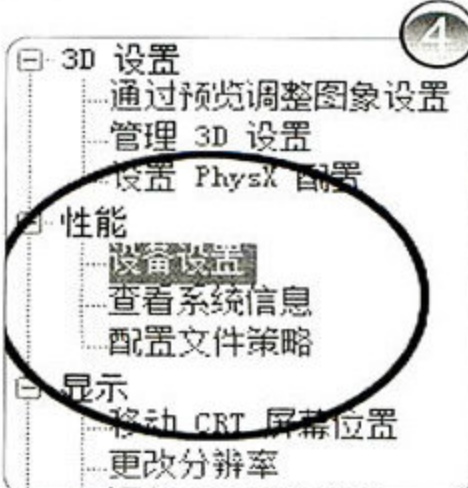 4
3D 设置
通过预览调整图象设置
管理 3D 设置
设置 PhysX 配置
性能
设备设置
查看系统信息
配置文件策略
显示
移动 CRT 屏幕位置
更改分辨率